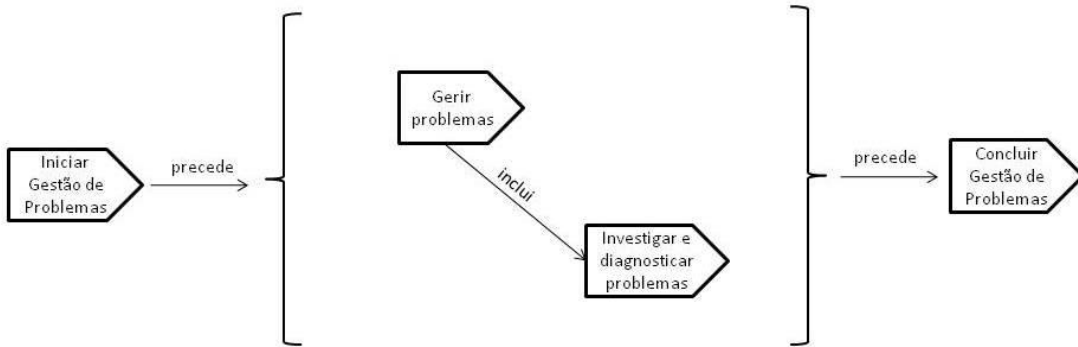 Iniciar
Gestão de
Problemas
precede
Gerir
problemas
inclui
Investigar e
diagnosticar
problemas
precede
Concluir
Gestão de
Problemas